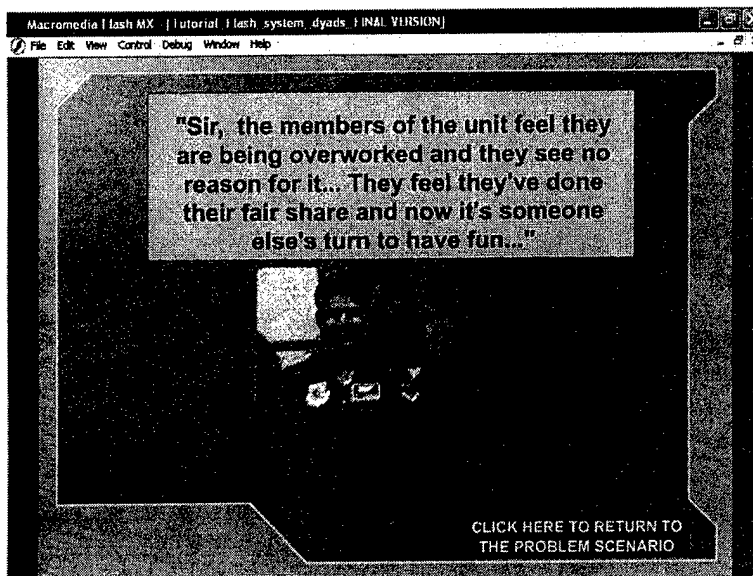 Macromedia Flash MX - [Tutorial_Flash_system_dyads_FINAL VERSION]
File Edit View Control Debug Window Help
"Sir, the members of the unit feel they
are being overworked and they see no
reason for it... They feel they've done
their fair share and now it's someone
else's turn to have fun..."
CLICK HERE TO RETURN TO
THE PROBLEM SCENARIO